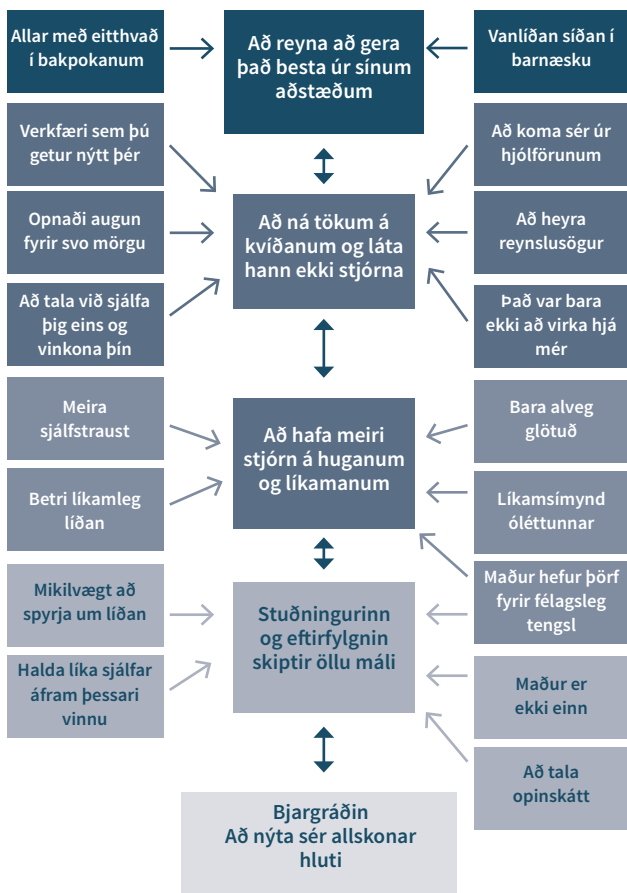 Allar með eitthvað
í bakpokanum
Að reyna að gera
það besta úr sínum
aðstæðum
Vanlíðan síðan í
barnæsku
Verkfæri sem þú
getur nýtt þér
Opnaði augun
fyrir svo mörgu
Að tala við sjálfa
þig eins og
vinkona þín
Að ná tökum á
kvíðanum og láta
hann ekki stjórna
Að koma sér úr
hjólförunum
Að heyra
reynslusögur
Það var bara
ekki að virka hjá
mér
Meira
sjálfstraust
Betri líkamleg
líðan
Að hafa meiri
stjórn á huganum
og líkamanum
Bara alveg
glötuð
Líkamsímynd
óléttunnar
Maður hefur þörf
fyrir félagsleg
tengsl
Mikilvægt að
spyrja um líðan
Halda líka sjálfar
áfram þessari
vinnu
Stuðningurinn
og eftirfylgnin
skiptir öllu máli
Maður er
ekki einn
Að tala
opinskátt
Bjargráðin
Að nýta sér allskonar
hluti